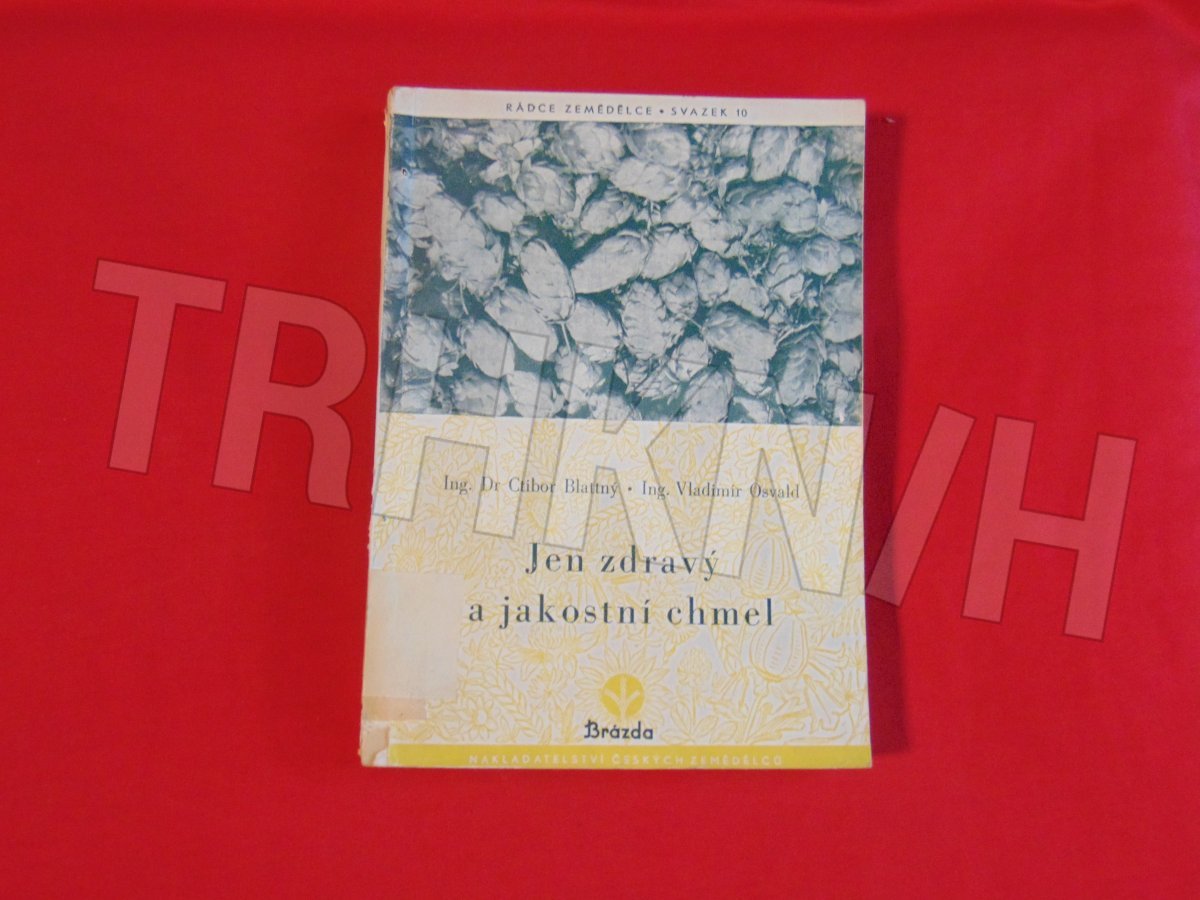 RÁDCE ZEMĚDĚLCE • SVAZEK 10
TRHKNIH
Ing. Dr Ctibor Blattný • Ing. Vladimír Osvald
Jen zdravý
a jakostní chmel
Brázda
NAKLADATELSTVÍ ČESKÝCH ZEMĚDĚLCŮ